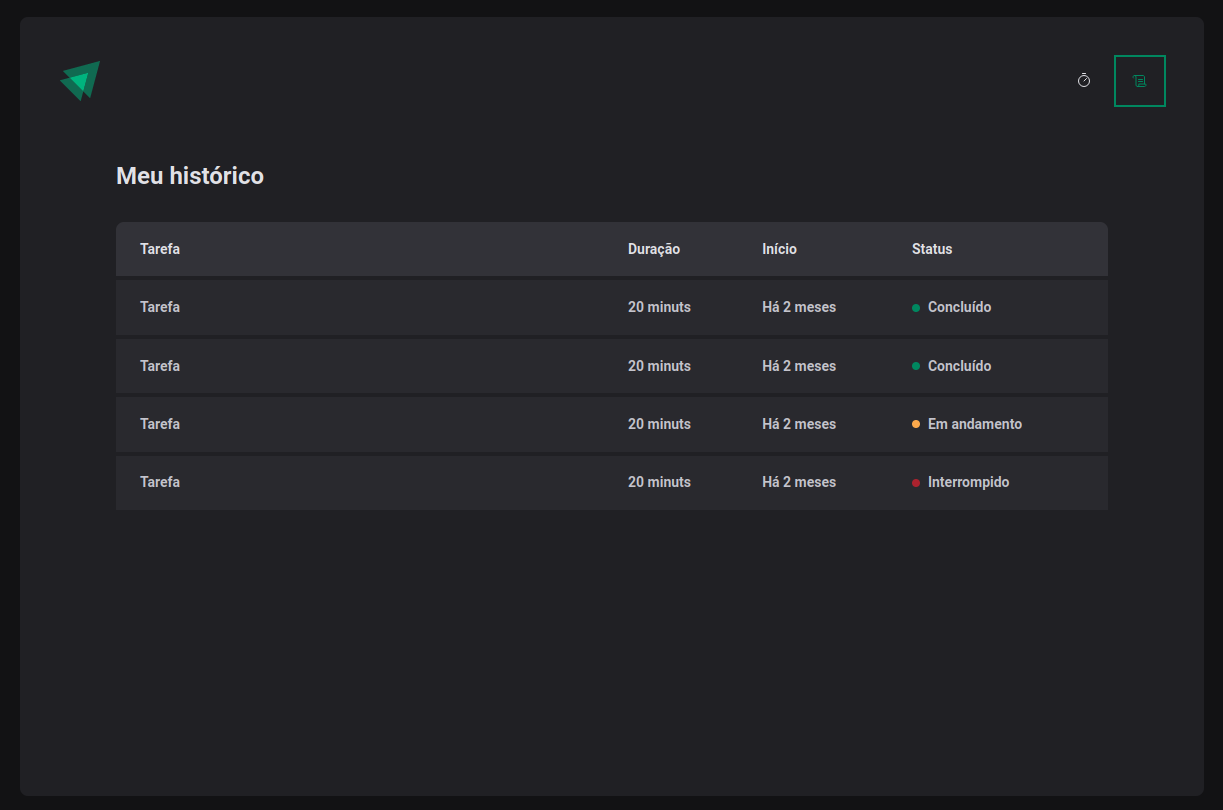 Meu histórico
Tarefa Duração Início Status
Tarefa 20 minuts Há 2 meses Concluído
Tarefa 20 minuts Há 2 meses Concluído
Tarefa 20 minuts Há 2 meses Em andamento
Tarefa 20 minuts Há 2 meses Interrompido